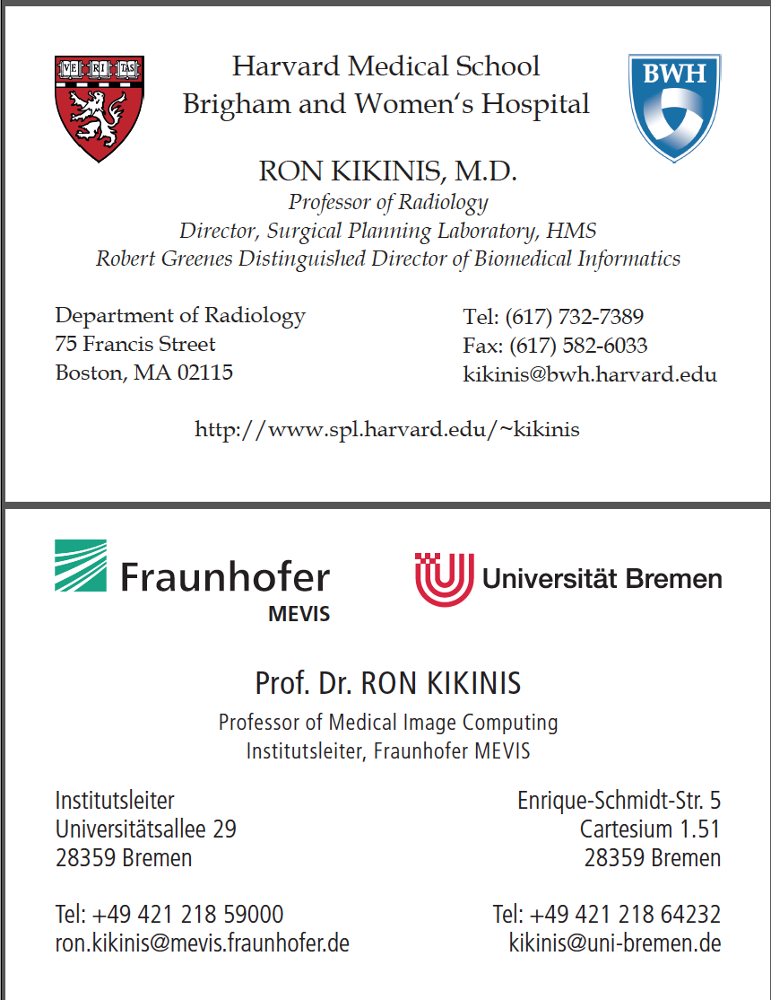 VE RI TAS
Harvard Medical School
Brigham and Women‘s Hospital
BWH
RON KIKINIS, M.D.
Professor of Radiology
Director, Surgical Planning Laboratory, HMS
Robert Greenes Distinguished Director of Biomedical Informatics
Department of Radiology
75 Francis Street
Boston, MA 02115
Tel: (617) 732-7389
Fax: (617) 582-6033
kikinis@bwh.harvard.edu
http://www.spl.harvard.edu/~kikinis
Fraunhofer
MEVIS
Universität Bremen
Prof. Dr. RON KIKINIS
Professor of Medical Image Computing
Institutsleiter, Fraunhofer MEVIS
Institutsleiter
Universitätsallee 29
28359 Bremen
Tel: +49 421 218 59000
ron.kikinis@mevis.fraunhofer.de
Enrique-Schmidt-Str. 5
Cartesium 1.51
28359 Bremen
Tel: +49 421 218 64232
kikinis@uni-bremen.de